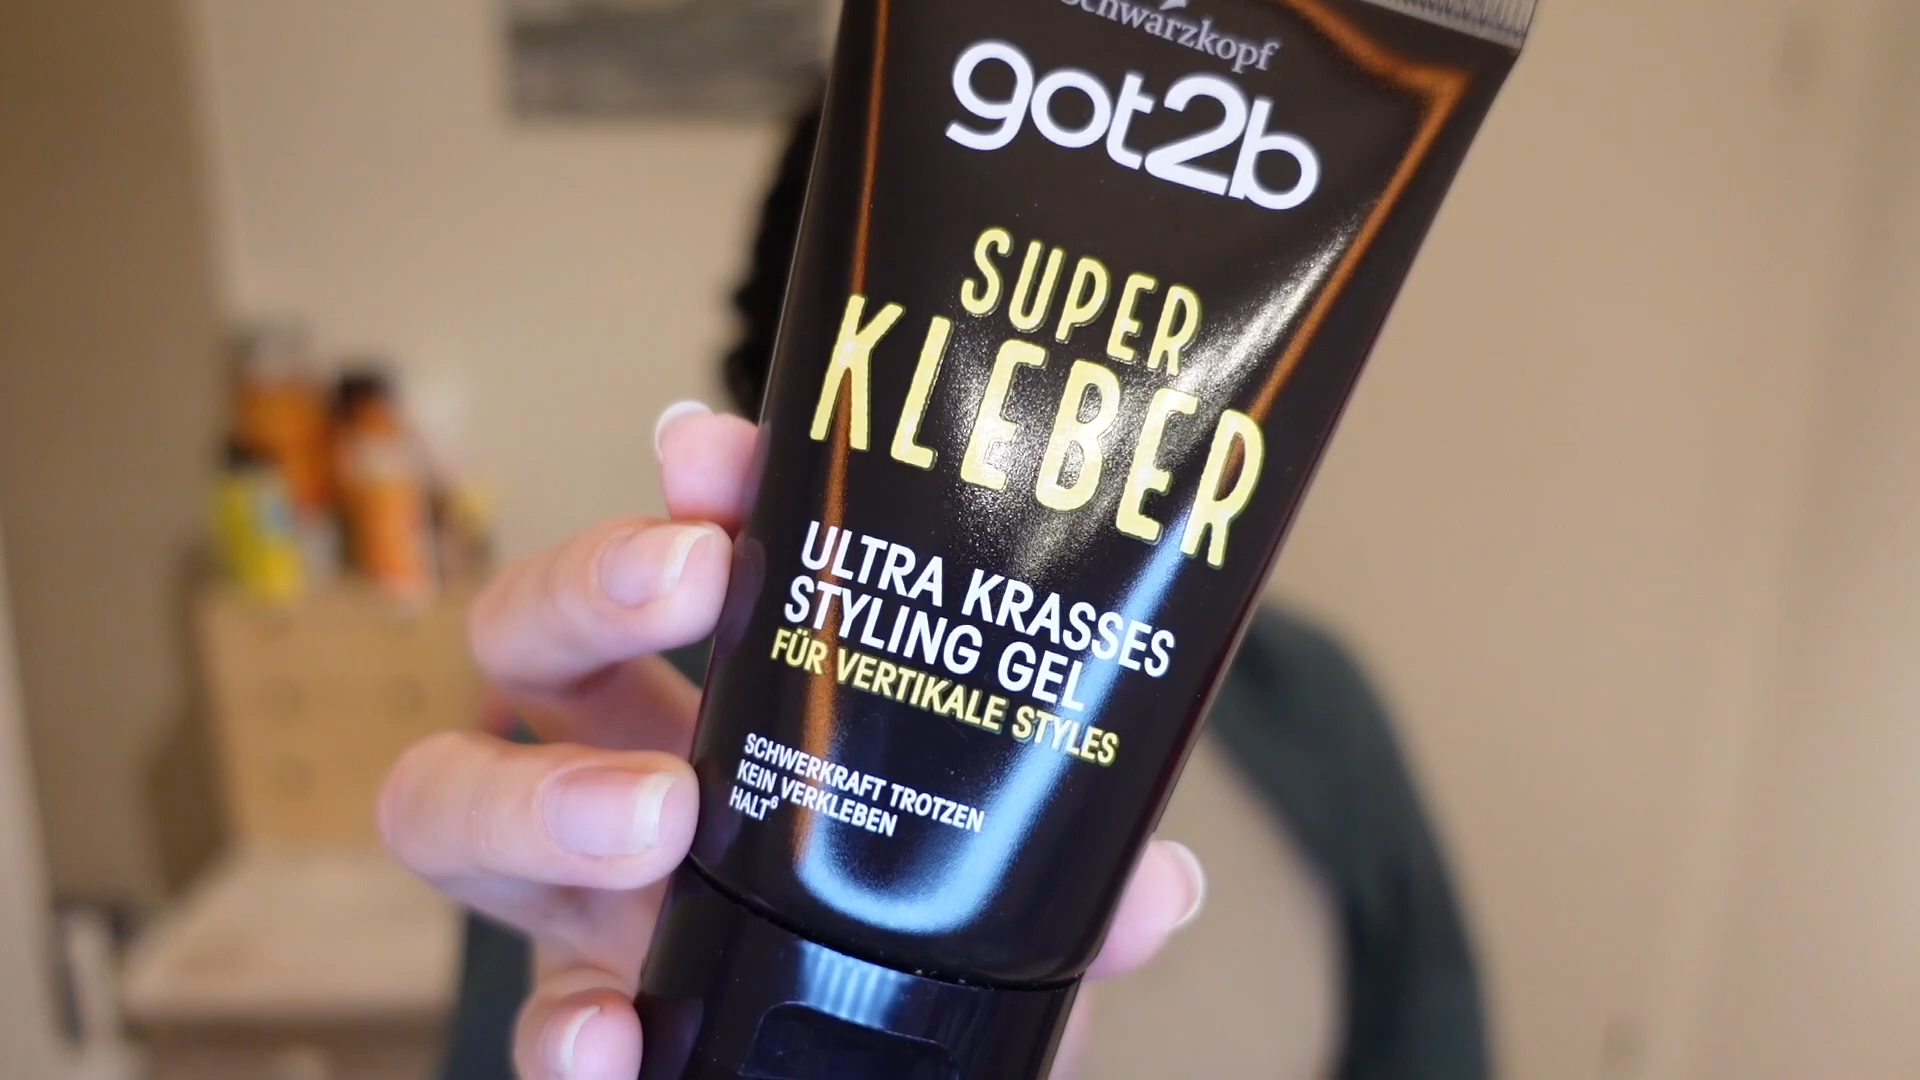 Schwarzkopf
got2b
SUPER
KLEBER
ULTRA KRASSES
STYLING GEL
FÜR VERTIKALE STYLES
SCHWERKRAFT TROTZEN
KEIN VERKLEBEN
HALT⁶